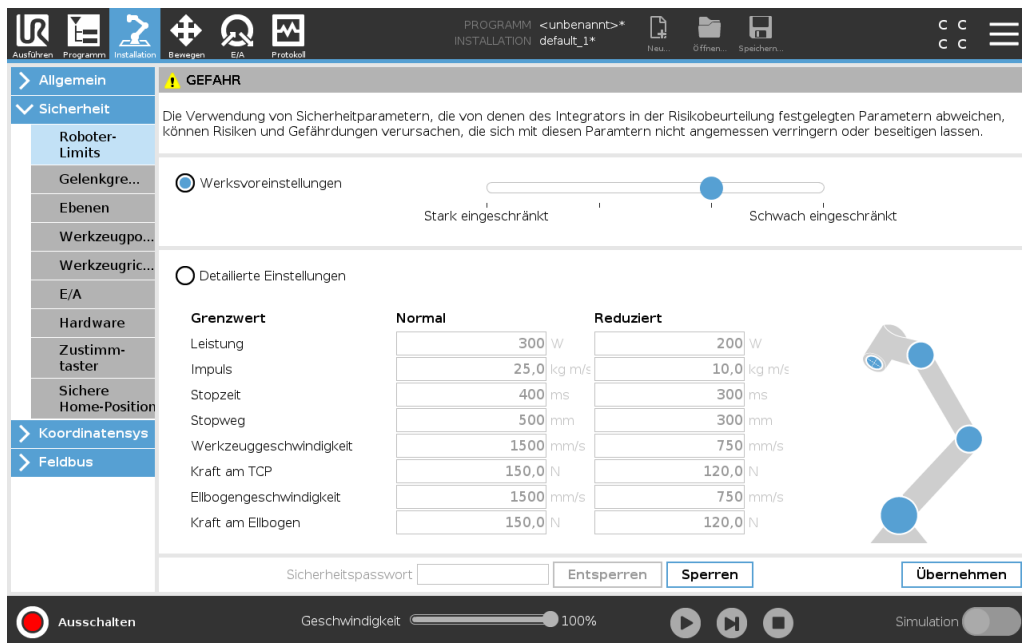 PROGRAMM <unbenannt>*
INSTALLATION default_1*
Ausführen Programm Installation Bewegen E/A Protokoll
Neu... Öffnen... Speichern...
C C
C C
Allgemein
Sicherheit
Roboter-
Limits
Gelenkgre...
Ebenen
Werkzeugpo...
Werkzeugric...
E/A
Hardware
Zustimm-
taster
Sichere
Home-Position
Koordinatensys
Feldbus
GEFAHR
Die Verwendung von Sicherheitparametern, die von denen des Integrators in der Risikobeurteilung festgelegten Parametern abweichen,
können Risiken und Gefährdungen verursachen, die sich mit diesen Paramtern nicht angemessen verringern oder beseitigen lassen.
Werksvoreinstellungen
Stark eingeschränkt Schwach eingeschränkt
Detailierte Einstellungen
Grenzwert Normal Reduziert
Leistung 300 W 200 W
Impuls 25,0 kg m/s 10,0 kg m/s
Stopzeit 400 ms 300 ms
Stopweg 500 mm 300 mm
Werkzeuggeschwindigkeit 1500 mm/s 750 mm/s
Kraft am TCP 150,0 N 120,0 N
Ellbogengeschwindigkeit 1500 mm/s 750 mm/s
Kraft am Ellbogen 150,0 N 120,0 N
Sicherheitspasswort Entsperren Sperren Übernehmen
Ausschalten Geschwindigkeit 100% Simulation